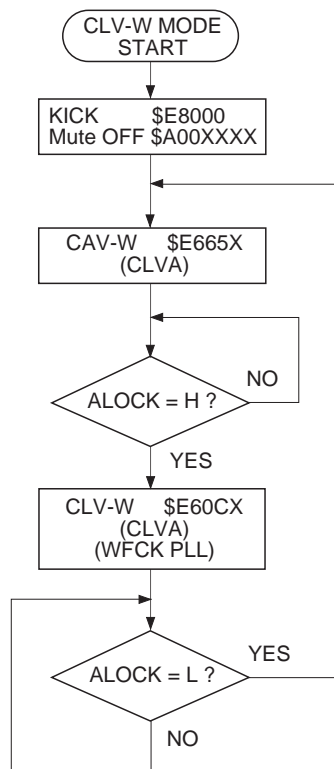 CLV-W MODE
START
KICK $E8000
Mute OFF $A00XXXX
CAV-W $E665X
(CLVA)
NO
ALOCK = H ?
YES
CLV-W $E60CX
(CLVA)
(WFCK PLL)
YES
ALOCK = L ?
NO